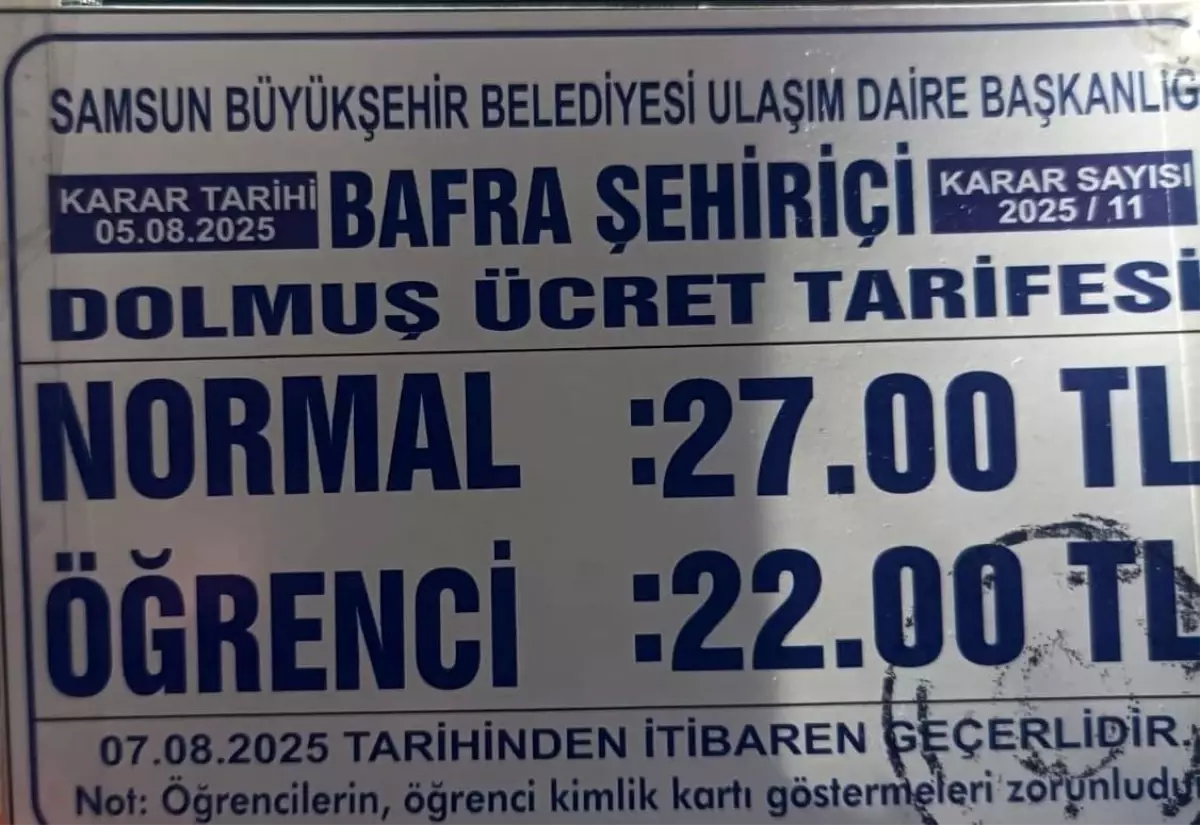 SAMSUN BÜYÜKŞEHİR BELEDİYESİ ULAŞIM DAİRE BAŞKANLIĞ
KARAR TARİHİ
05.08.2025
BAFRA ŞEHİRİÇİ
KARAR SAYISI
2025 / 11
DOLMUŞ ÜCRET TARİFESİ
NORMAL :27.00 TL
ÖĞRENCİ :22.00 TL
07.08.2025 TARİHİNDEN İTİBAREN GEÇERLİDİR.
Not: Öğrencilerin, öğrenci kimlik kartı göstermeleri zorunludu